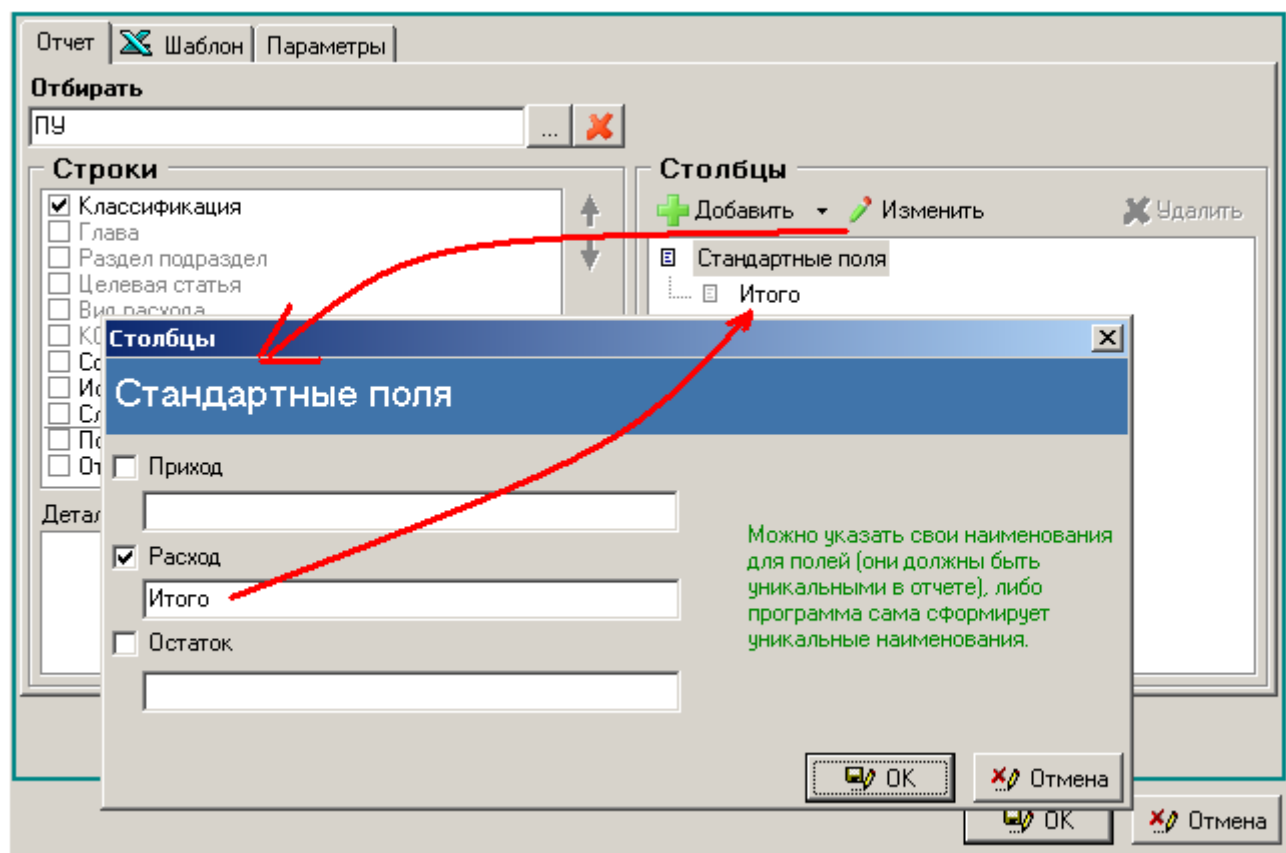 Отчет Шаблон Параметры
Отбирать
ПУ ...
Строки
Классификация
Глава
Раздел подраздел
Целевая статья
Вид расхода
Столбцы
Добавить Изменить Удалить
Стандартные поля
Итого
Столбцы
Стандартные поля
Приход
Расход
Итого
Остаток
Можно указать свои наименования
для полей (они должны быть
уникальными в отчете), либо
программа сама сформирует
уникальные наименования.
OK Отмена
OK Отмена